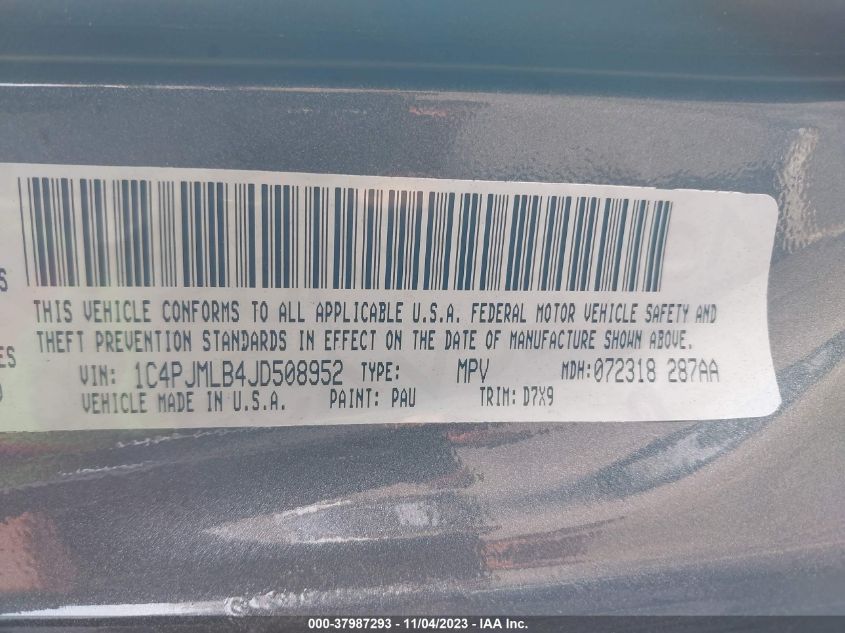 THIS VEHICLE CONFORMS TO ALL APPLICABLE U.S.A. FEDERAL MOTOR VEHICLE SAFETY AND
THEFT PREVENTION STANDARDS IN EFFECT ON THE DATE OF MANUFACTURE SHOWN ABOVE.
VIN: 1C4PJMLB4JD508952 TYPE: MPV MDH:072318 287AA
VEHICLE MADE IN U.S.A. PAINT: PAU TRIM: D7X9
000-37987293 - 11/04/2023 - IAA Inc.